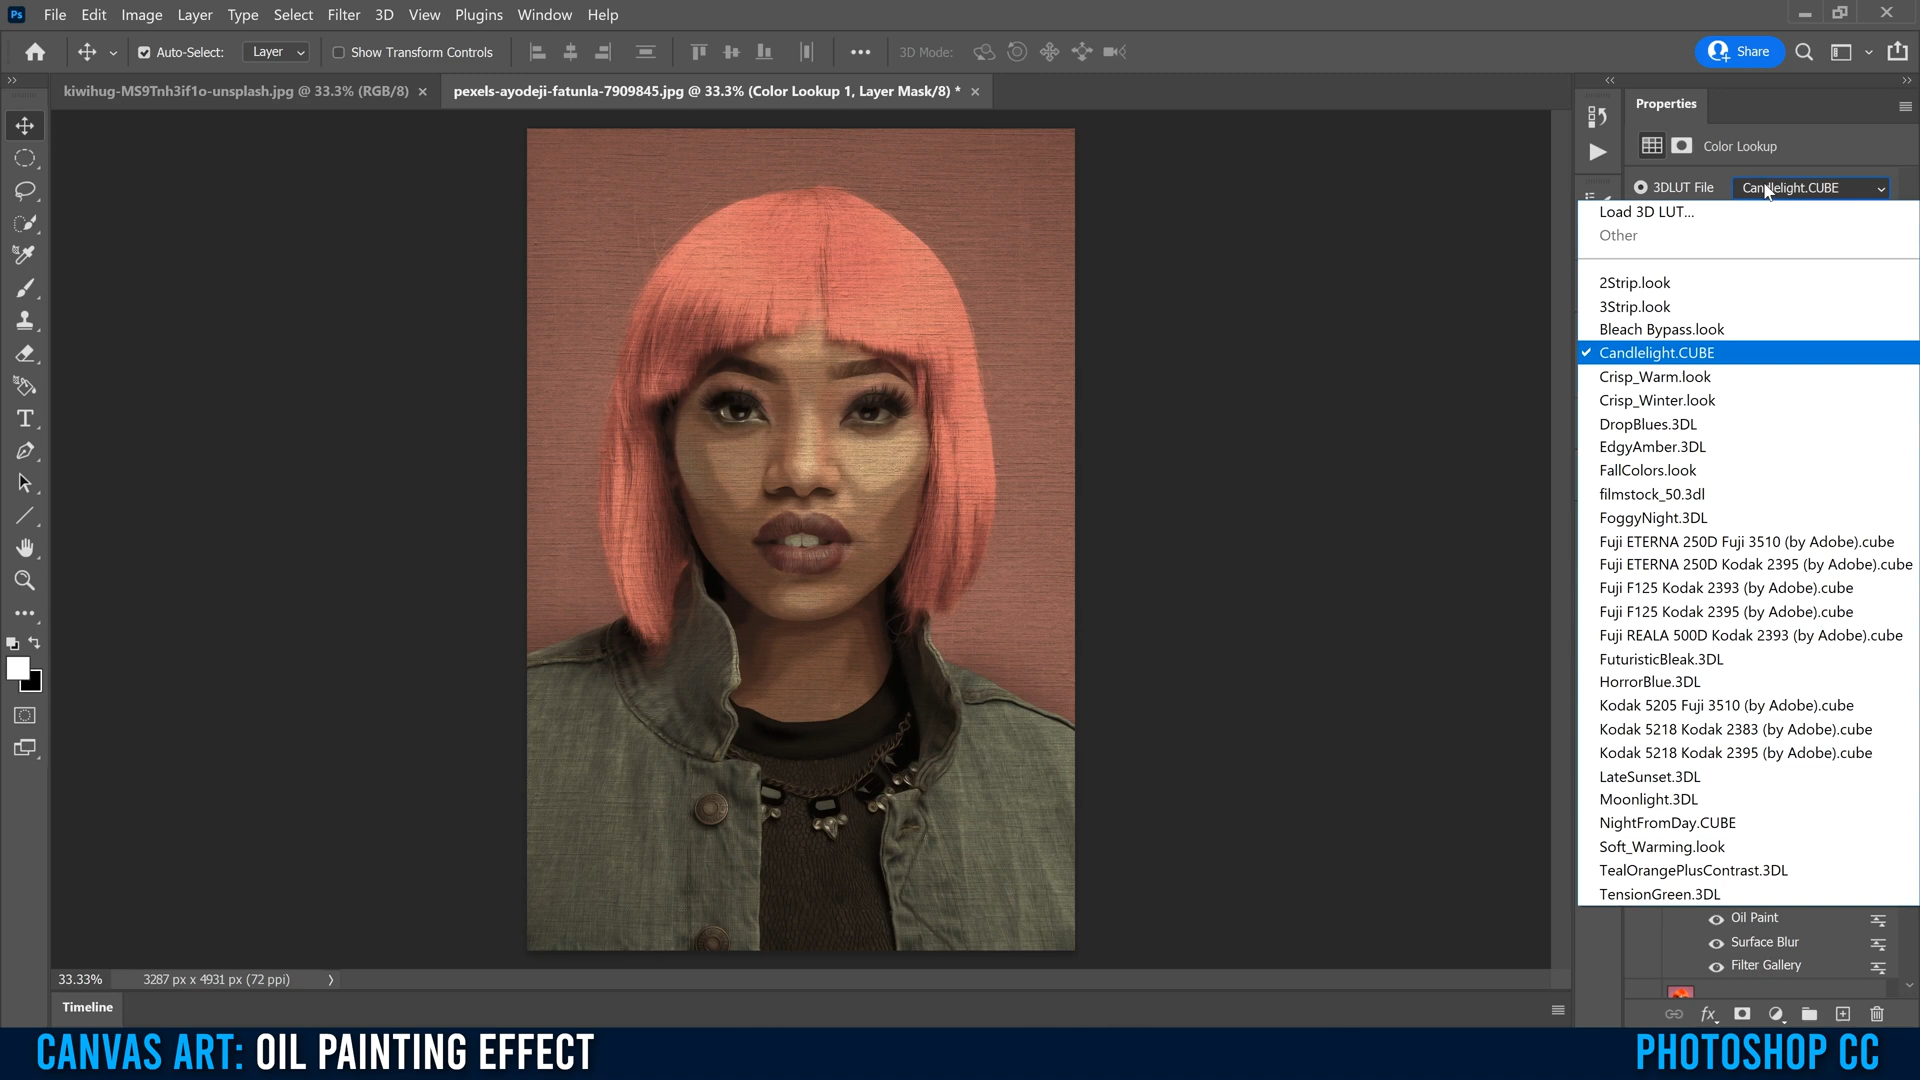 Ps File Edit Image Layer Type Select Filter 3D View Plugins Window Help
Auto-Select: Layer Show Transform Controls 3D Mode: Share
kiwihug-MS9Tnh3if1o-unsplash.jpg @ 33.3% (RGB/8) pexels-ayodeji-fatunla-7909845.jpg @ 33.3% (Color Lookup 1, Layer Mask/8) *
Properties
Color Lookup
3DLUT File Candlelight.CUBE
Load 3D LUT...
Other
2Strip.look
3Strip.look
Bleach Bypass.look
Candlelight.CUBE
Crisp_Warm.look
Crisp_Winter.look
DropBlues.3DL
EdgyAmber.3DL
FallColors.look
filmstock_50.3dl
FoggyNight.3DL
Fuji ETERNA 250D Fuji 3510 (by Adobe).cube
Fuji ETERNA 250D Kodak 2395 (by Adobe).cube
Fuji F125 Kodak 2393 (by Adobe).cube
Fuji F125 Kodak 2395 (by Adobe).cube
Fuji REALA 500D Kodak 2393 (by Adobe).cube
FuturisticBleak.3DL
HorrorBlue.3DL
Kodak 5205 Fuji 3510 (by Adobe).cube
Kodak 5218 Kodak 2383 (by Adobe).cube
Kodak 5218 Kodak 2395 (by Adobe).cube
LateSunset.3DL
Moonlight.3DL
NightFromDay.CUBE
Soft_Warming.look
TealOrangePlusContrast.3DL
TensionGreen.3DL
Oil Paint
Surface Blur
Filter Gallery
33.33% 3287 px x 4931 px (72 ppi)
Timeline
CANVAS ART: OIL PAINTING EFFECT
PHOTOSHOP CC